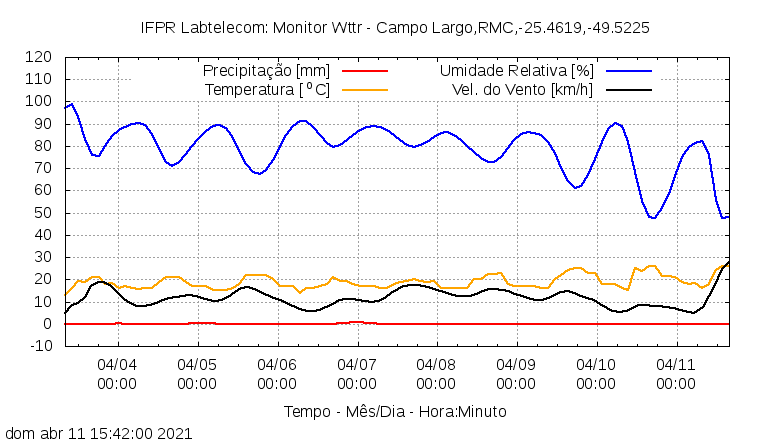 IFPR Labtelecom: Monitor Wttr - Campo Largo,RMC,-25.4619,-49.5225
120
110
100
90
80
70
60
50
40
30
20
10
0
-10
Precipitação [mm]
Temperatura [ ⁰C]
Umidade Relativa [%]
Vel. do Vento [km/h]
04/04 04/05 04/06 04/07 04/08 04/09 04/10 04/11
00:00 00:00 00:00 00:00 00:00 00:00 00:00 00:00
Tempo - Mês/Dia - Hora:Minuto
dom abr 11 15:42:00 2021